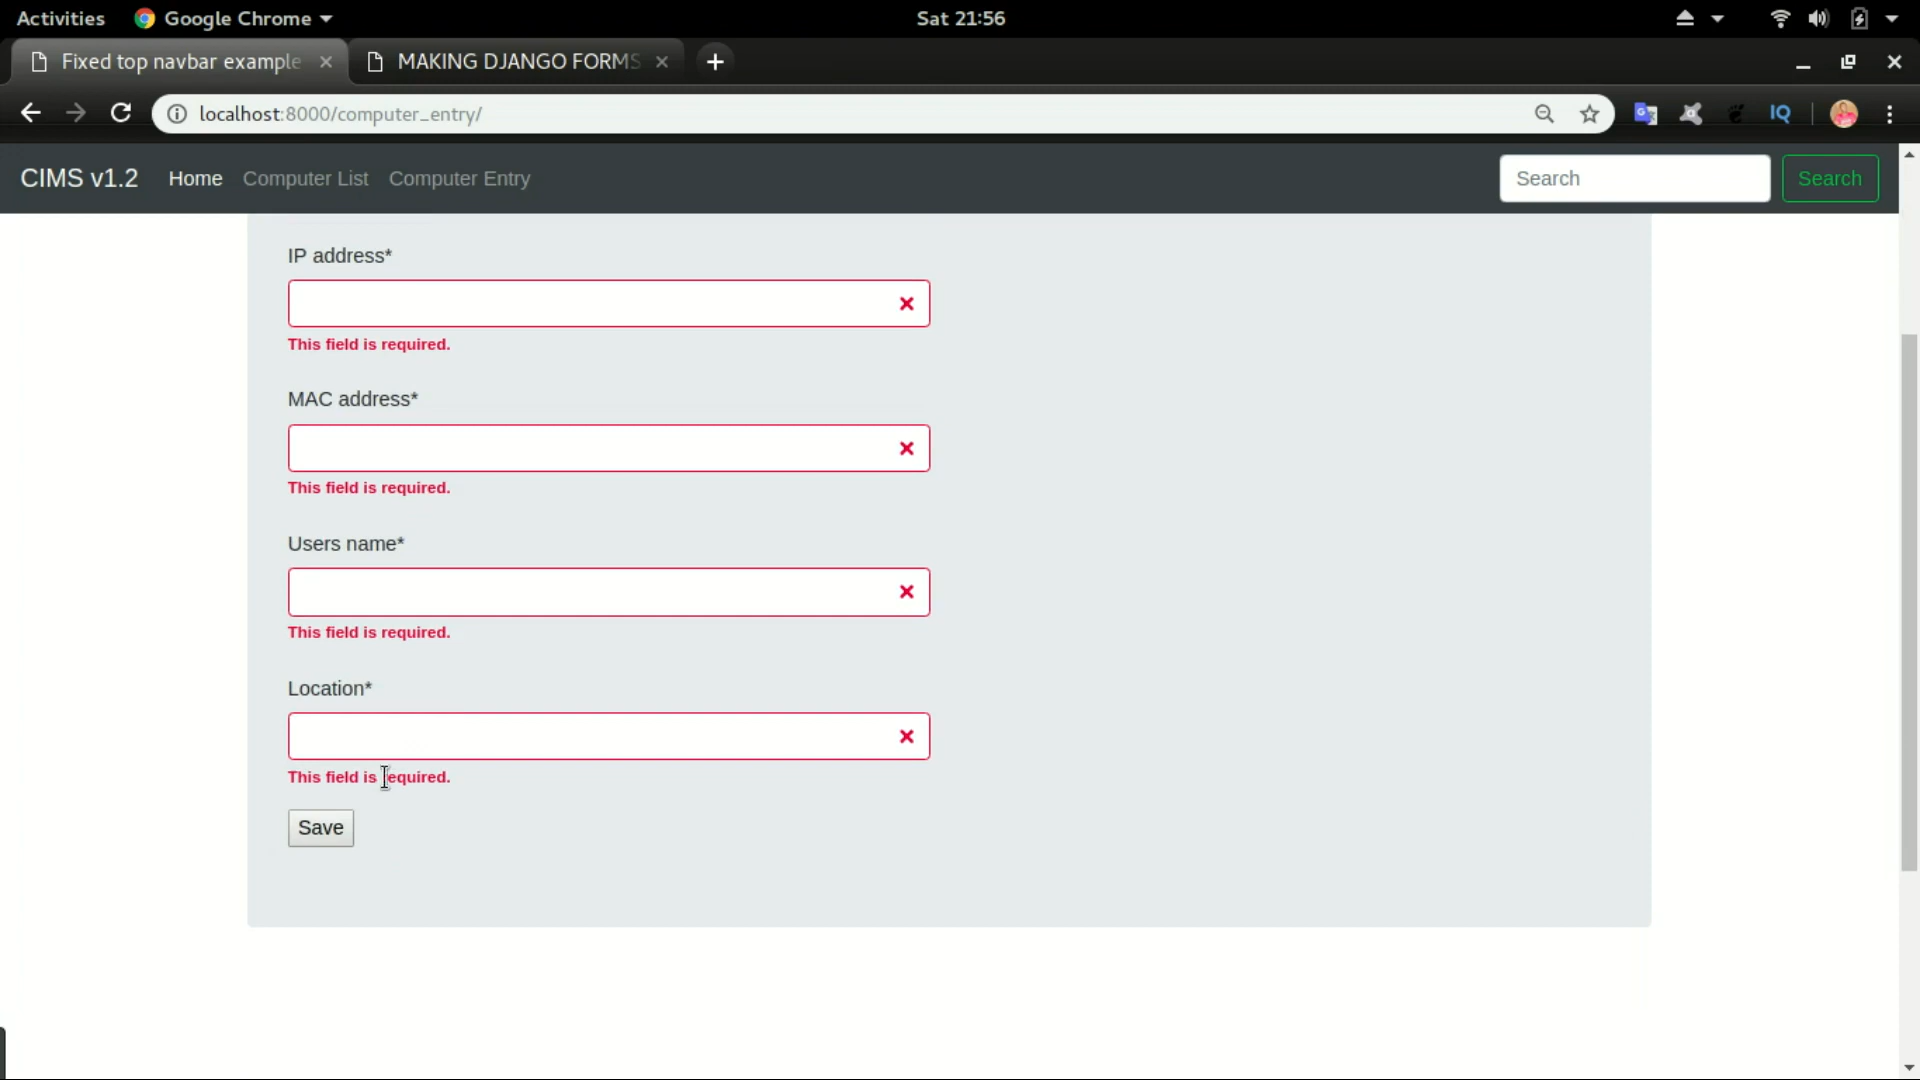 Activities Google Chrome Sat 21:56
Fixed top navbar example MAKING DJANGO FORMS
localhost:8000/computer_entry/ IQ
CIMS v1.2 Home Computer List Computer Entry Search Search
IP address*
This field is required.
MAC address*
This field is required.
Users name*
This field is required.
Location*
This field is required.
Save